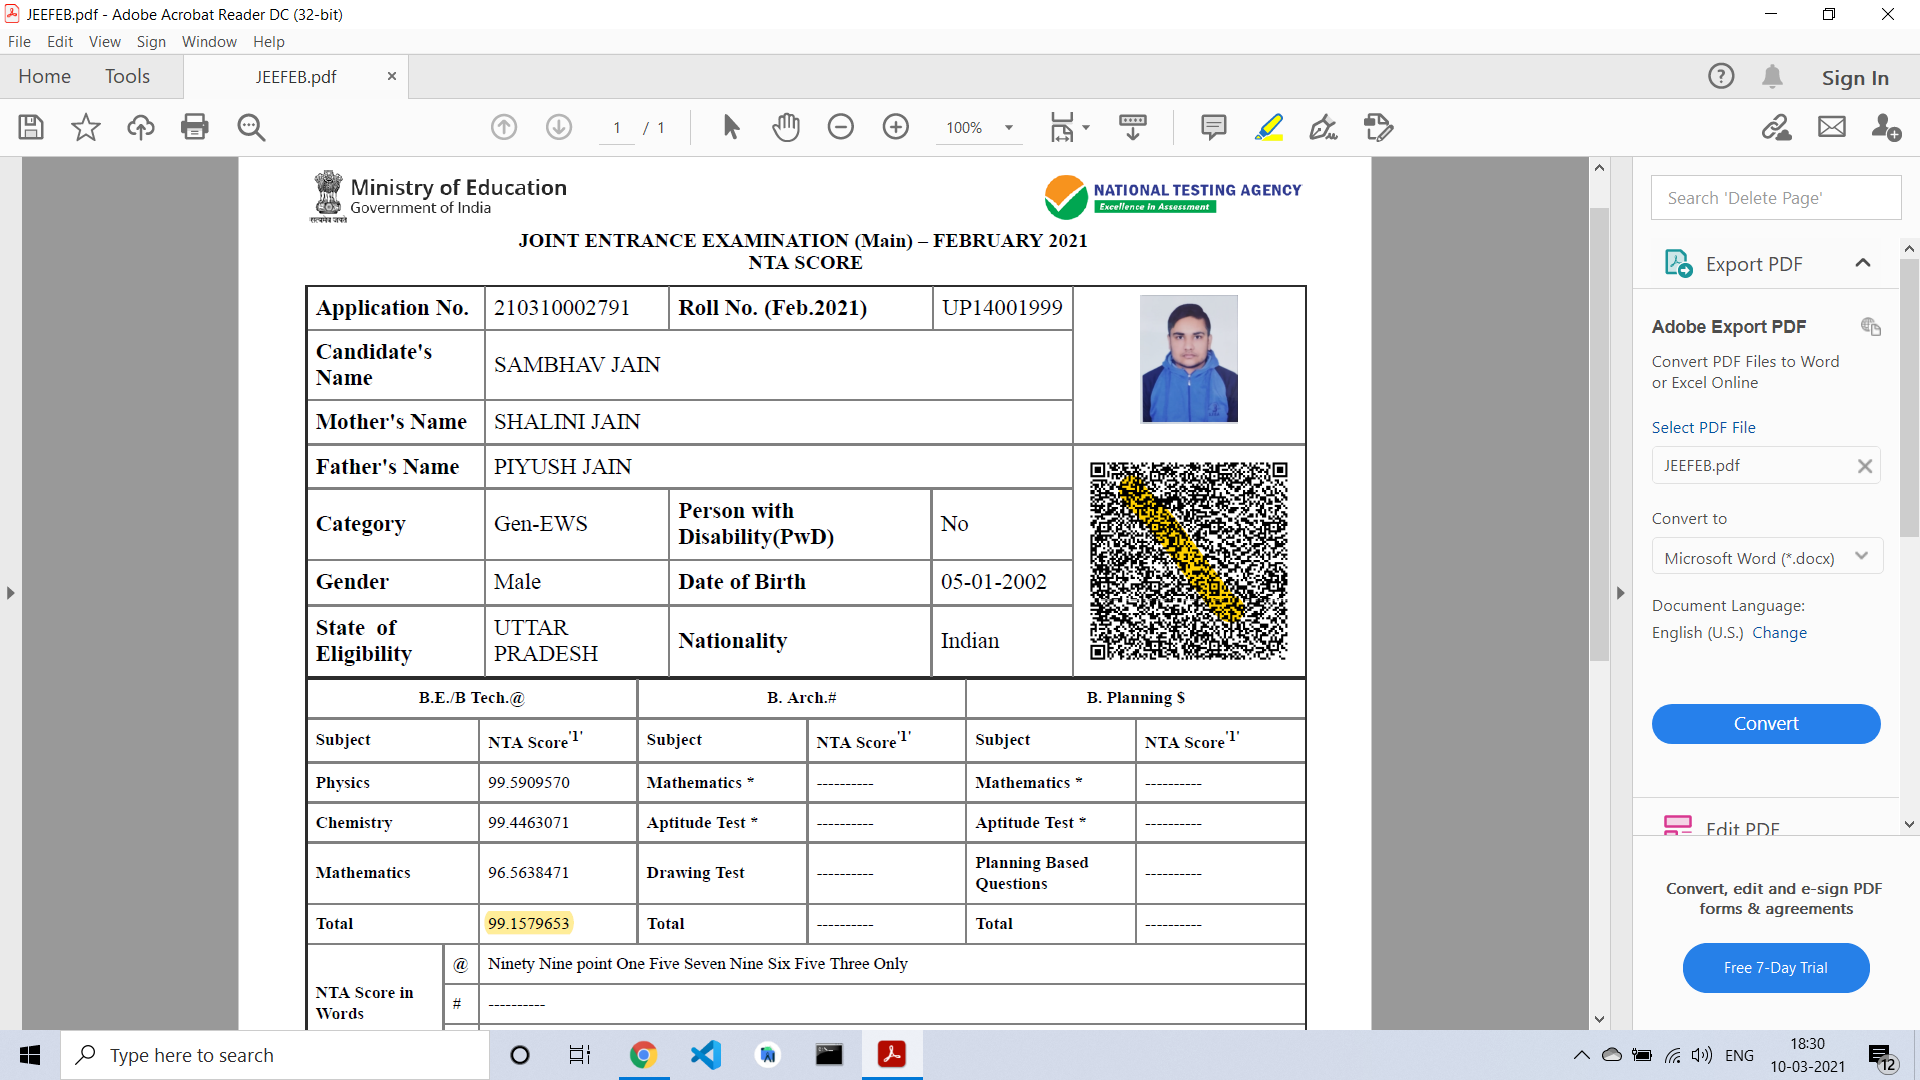 JEEFEB.pdf - Adobe Acrobat Reader DC (32-bit)
File Edit View Sign Window Help
Home Tools JEEFEB.pdf × Sign In
1 / 1 100%
Ministry of Education
Government of India
सत्यमेव जयते
NATIONAL TESTING AGENCY
Excellence in Assessment
JOINT ENTRANCE EXAMINATION (Main) – FEBRUARY 2021
NTA SCORE
Application No. 210310002791 Roll No. (Feb.2021) UP14001999
Candidate's
Name
SAMBHAV JAIN
Mother's Name SHALINI JAIN
Father's Name PIYUSH JAIN
Category Gen-EWS
Person with
Disability(PwD)
No
Gender Male Date of Birth 05-01-2002
State of
Eligibility
UTTAR
PRADESH
Nationality Indian
B.E./B Tech.@ B. Arch.# B. Planning $
Subject NTA Score'1' Subject NTA Score'1' Subject NTA Score'1'
Physics 99.5909570 Mathematics * ---------- Mathematics * ----------
Chemistry 99.4463071 Aptitude Test * ---------- Aptitude Test * ----------
Mathematics 96.5638471 Drawing Test ----------
Planning Based
Questions
----------
Total 99.1579653 Total ---------- Total ----------
NTA Score in
Words
@ Ninety Nine point One Five Seven Nine Six Five Three Only
# ----------
Search 'Delete Page'
Export PDF
Adobe Export PDF
Convert PDF Files to Word
or Excel Online
Select PDF File
JEEFEB.pdf
Convert to
Microsoft Word (*.docx)
Document Language:
English (U.S.) Change
Convert
Edit PDF
Convert, edit and e-sign PDF
forms & agreements
Free 7-Day Trial
Type here to search
ENG
18:30
10-03-2021
12